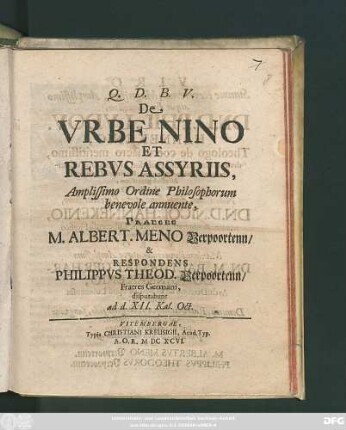 Q. D. B. V.
De
VRBE NINO
ET
REBVS ASSYRIIS,
Amplissimo Ordine Philosophorum
benevole annuente,
PRAESES
M. ALBERT. MENO Verpoortenn/
&
RESPONDENS
PHILIPPVS THEOD. Verpoortenn/
Fratres Germani,
disputabunt
ad d. XII. Kal. Oct.
VITEMBERGAE,
Typis CHRISTIANI KREUSIGII, Acad. Typ.
A. O. R. M DC XCVI.